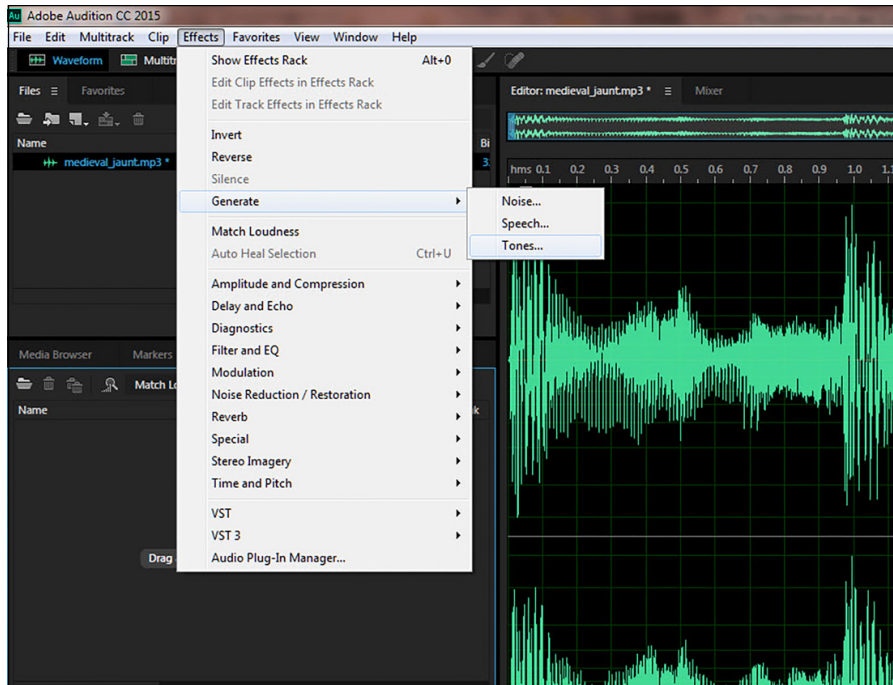 Au Adobe Audition CC 2015
File Edit Multitrack Clip Effects Favorites View Window Help
Waveform
Files Favorites
Name
medieval_jaunt.mp3 *
Show Effects Rack Alt+0
Edit Clip Effects in Effects Rack
Edit Track Effects in Effects Rack
Invert
Reverse
Silence
Generate
Match Loudness
Auto Heal Selection Ctrl+U
Amplitude and Compression
Delay and Echo
Diagnostics
Filter and EQ
Modulation
Noise Reduction / Restoration
Reverb
Special
Stereo Imagery
Time and Pitch
VST
VST 3
Audio Plug-In Manager...
Noise...
Speech...
Tones...
Editor: medieval_jaunt.mp3 * Mixer
hms 0.1 0.2 0.3 0.4 0.5 0.6 0.7 0.8 0.9 1.0
Media Browser Markers
Match
Name
Drag